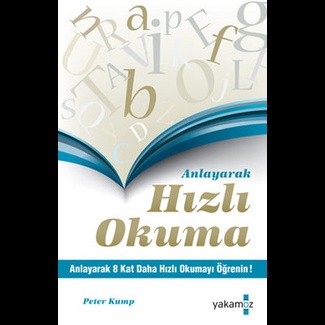 Anlayarak
Hızlı
Okuma
Anlayarak 8 Kat Daha Hızlı Okumayı Öğrenin!
Peter Kump
yakamoz